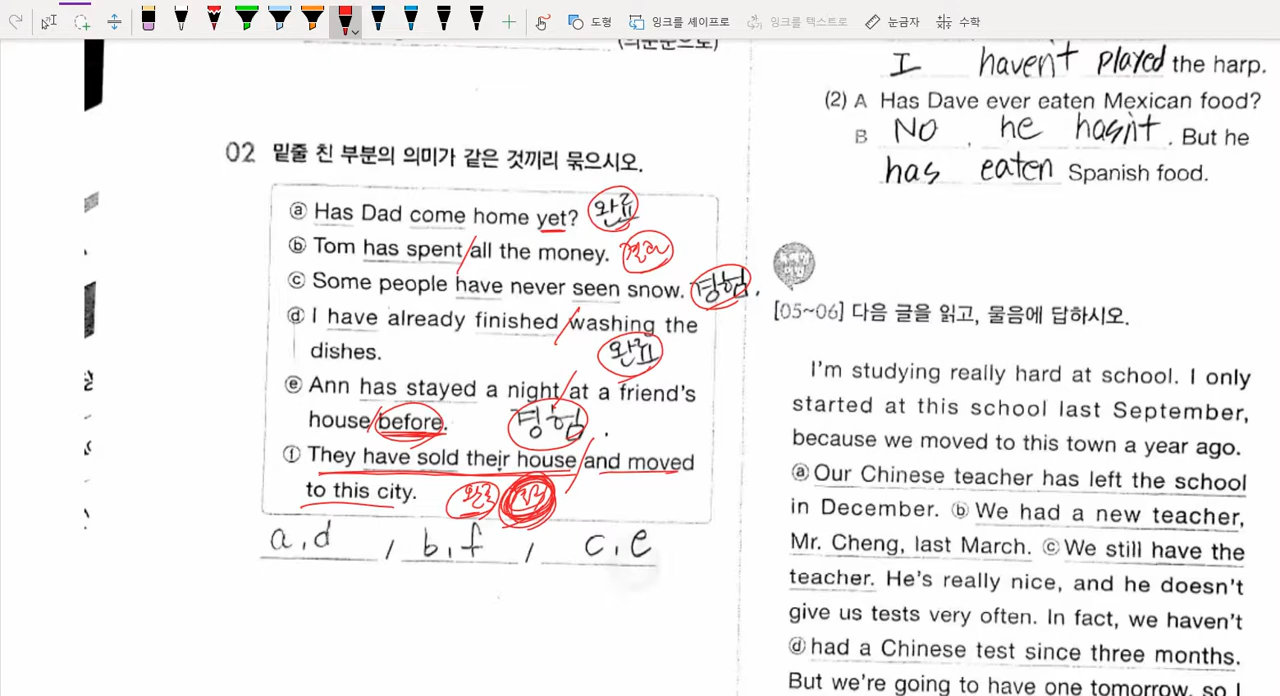 도형
잉크를 셰이프로
잉크를 텍스트로
눈금자
수학
(의문문으로)
02 밑줄 친 부분의 의미가 같은 것끼리 묶으시오.
ⓐ Has Dad come home yet? 완료
ⓑ Tom has spent all the money. 결과
ⓒ Some people have never seen snow. 경험.
ⓓ I have already finished washing the
dishes. 완료
ⓔ Ann has stayed a night at a friend's
house before. 경험.
ⓕ They have sold their house and moved
to this city. 완료
a, d / b, f / c, e
I haven't played the harp.
(2) A Has Dave ever eaten Mexican food?
B NO, he hasn't. But he
has eaten Spanish food.
[05~06] 다음 글을 읽고, 물음에 답하시오.
I'm studying really hard at school. I only
started at this school last September,
because we moved to this town a year ago.
ⓐ Our Chinese teacher has left the school
in December. ⓑ We had a new teacher,
Mr. Cheng, last March. ⓒ We still have the
teacher. He's really nice, and he doesn't
give us tests very often. In fact, we haven't
ⓓ had a Chinese test since three months.
But we're going to have one tomorrow, so I